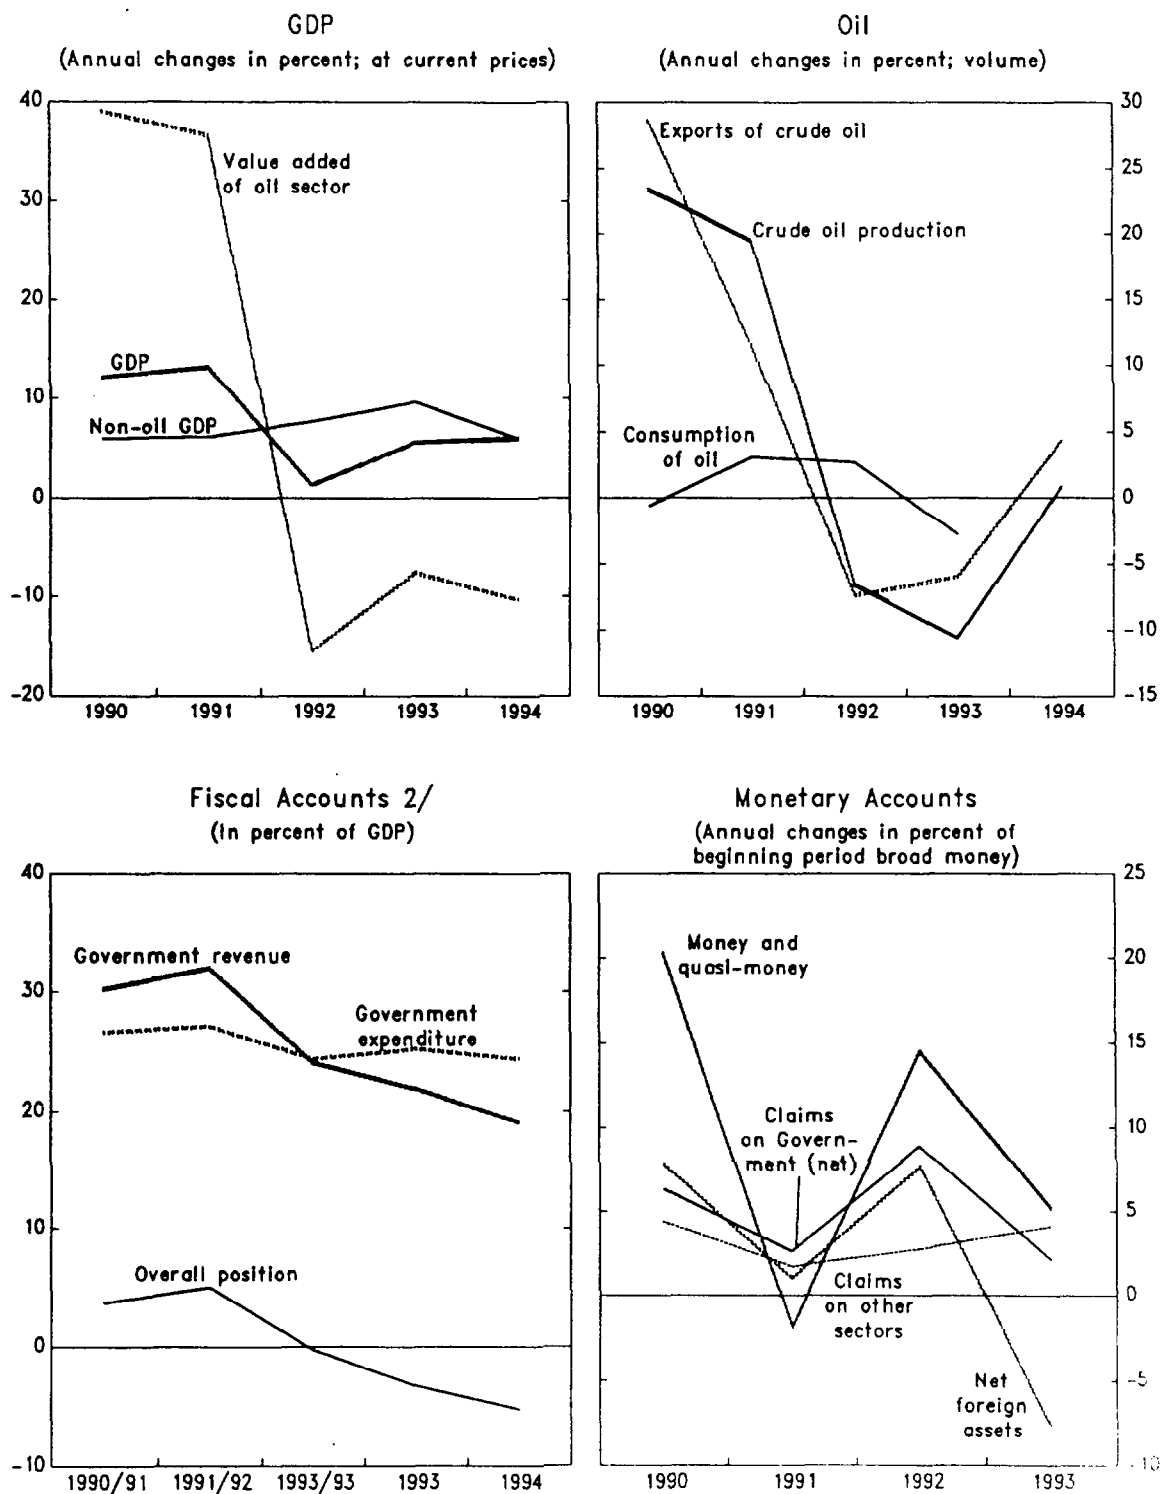 GDP
(Annual changes in percent; at current prices)
40
30
20
10
0
-10
-20
Value added
of oil sector
GDP
Non-oil GDP
1990 1991 1992 1993 1994
Oil
(Annual changes in percent; volume)
30
25
20
15
10
5
0
-5
-10
-15
Exports of crude oil
Crude oil production
Consumption
of oil
1990 1991 1992 1993 1994
Fiscal Accounts 2/
(In percent of GDP)
40
30
20
10
0
-10
Government revenue
Government
expenditure
Overall position
1990/91 1991/92 1993/93 1993 1994
Monetary Accounts
(Annual changes in percent of
beginning period broad money)
25
20
15
10
5
0
-5
-10
Money and
quasi-money
Claims
on Govern-
ment (net)
Claims
on other
sectors
Net
foreign
assets
1990 1991 1992 1993